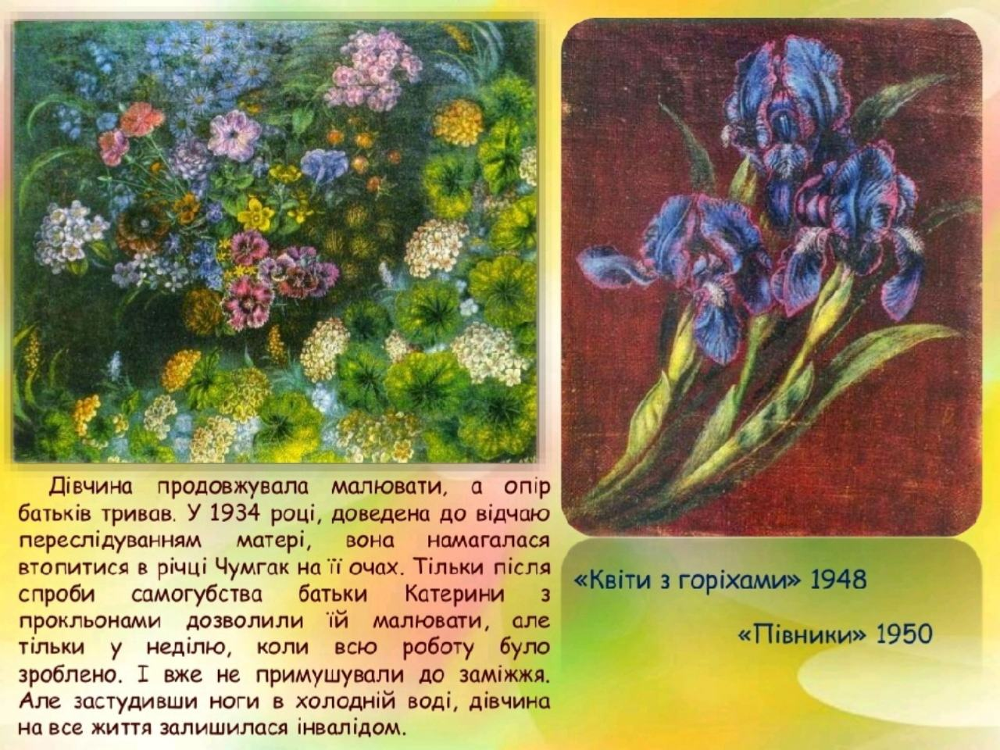 Дівчина продовжувала малювати, а опір
батьків тривав. У 1934 році, доведена до відчаю
переслідуванням матері, вона намагалася
втопитися в річці Чумгак на її очах. Тільки після
спроби самогубства батьки Катерини з
прокльонами дозволили їй малювати, але
тільки у неділю, коли всю роботу було
зроблено. І вже не примушували до заміжжя.
Але застудивши ноги в холодній воді, дівчина
на все життя залишилася інвалідом.
«Квіти з горіхами» 1948
«Півники» 1950